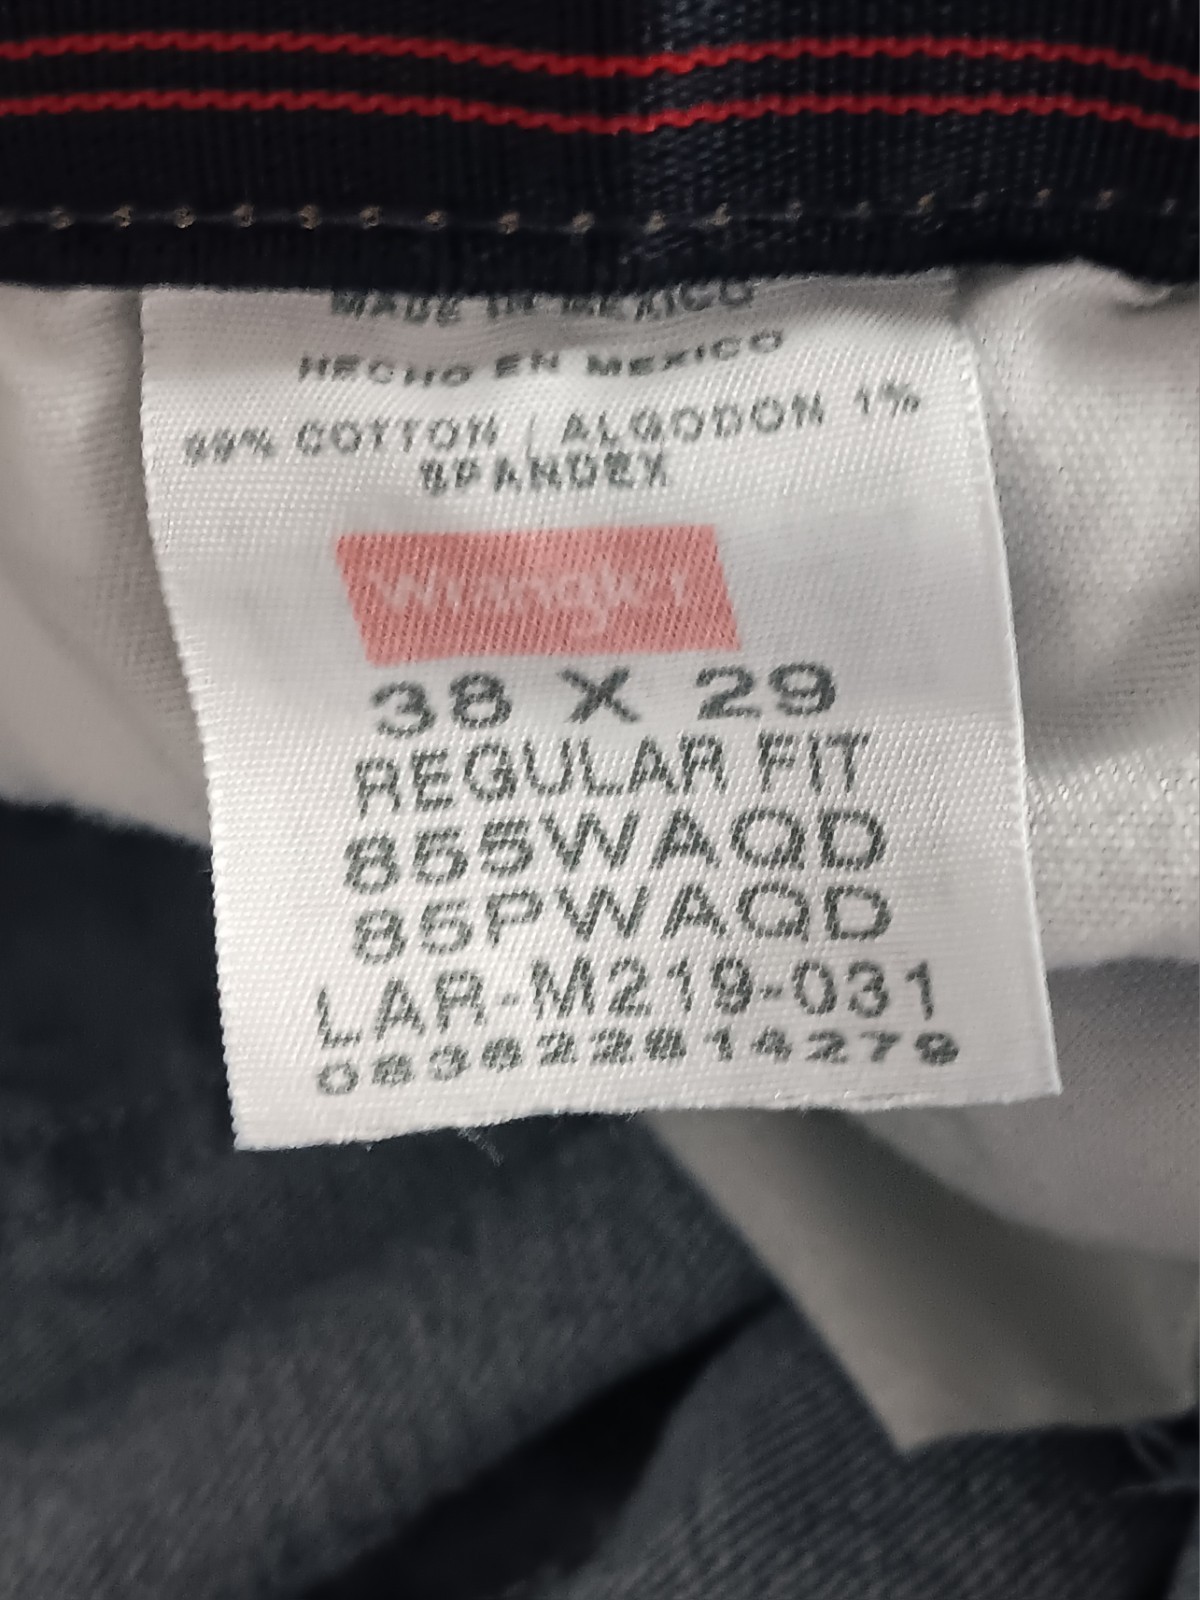 MADE IN MEXICO
HECHO EN MEXICO
99% COTTON / ALGODON 1%
SPANDEX
Wrangler
38 X 29
REGULAR FIT
855WAQD
85PWAQD
LAR-M219-031